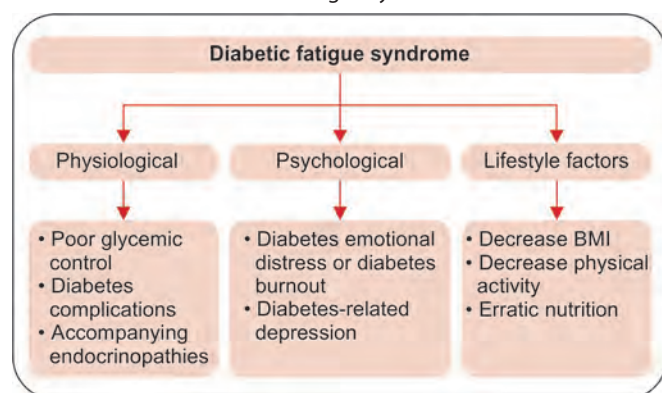 Diabetic fatigue syndrome
Physiological
Psychological
Lifestyle factors
• Poor glycemic
control
• Diabetes
complications
• Accompanying
endocrinopathies
• Diabetes emotional
distress or diabetes
burnout
• Diabetes-related
depression
• Decrease BMI
• Decrease physical
activity
• Erratic nutrition